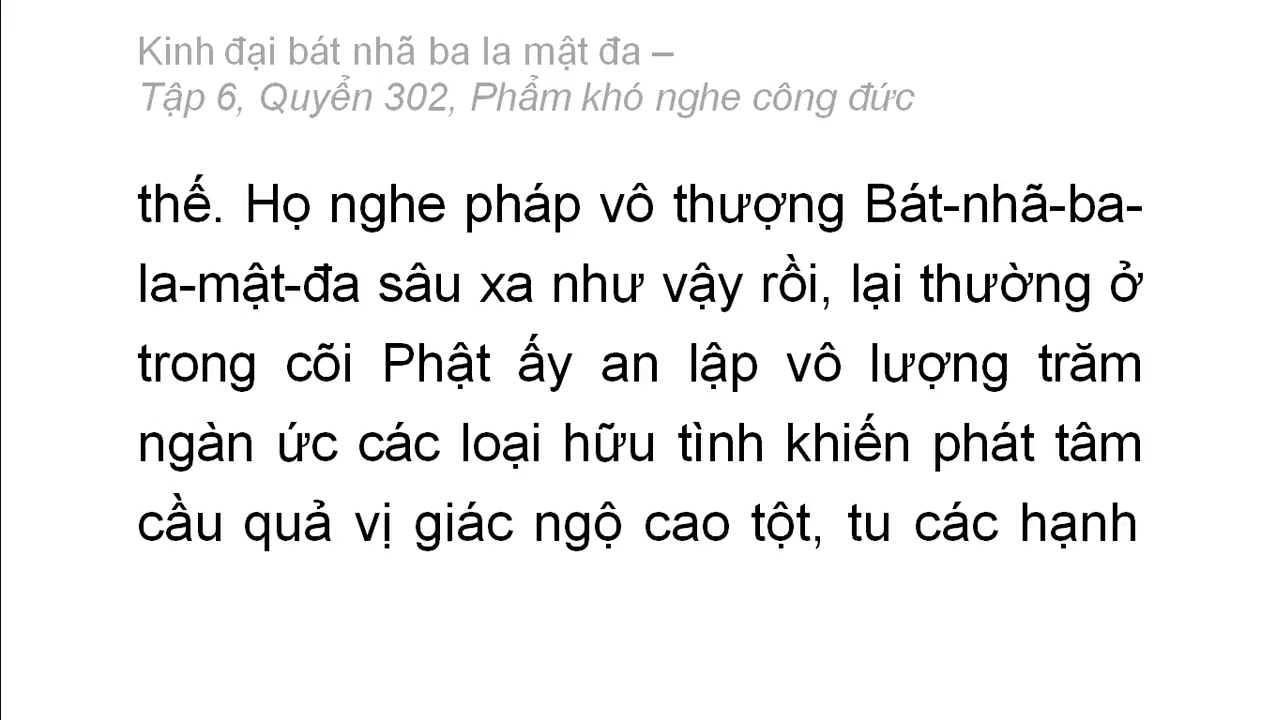 Kinh đại bát nhã ba la mật đa –
Tập 6, Quyển 302, Phẩm khó nghe công đức
thế. Họ nghe pháp vô thượng Bát-nhã-ba-
la-mật-đa sâu xa như vậy rồi, lại thường ở
trong cõi Phật ấy an lập vô lượng trăm
ngàn ức các loại hữu tình khiến phát tâm
cầu quả vị giác ngộ cao tột, tu các hạnh